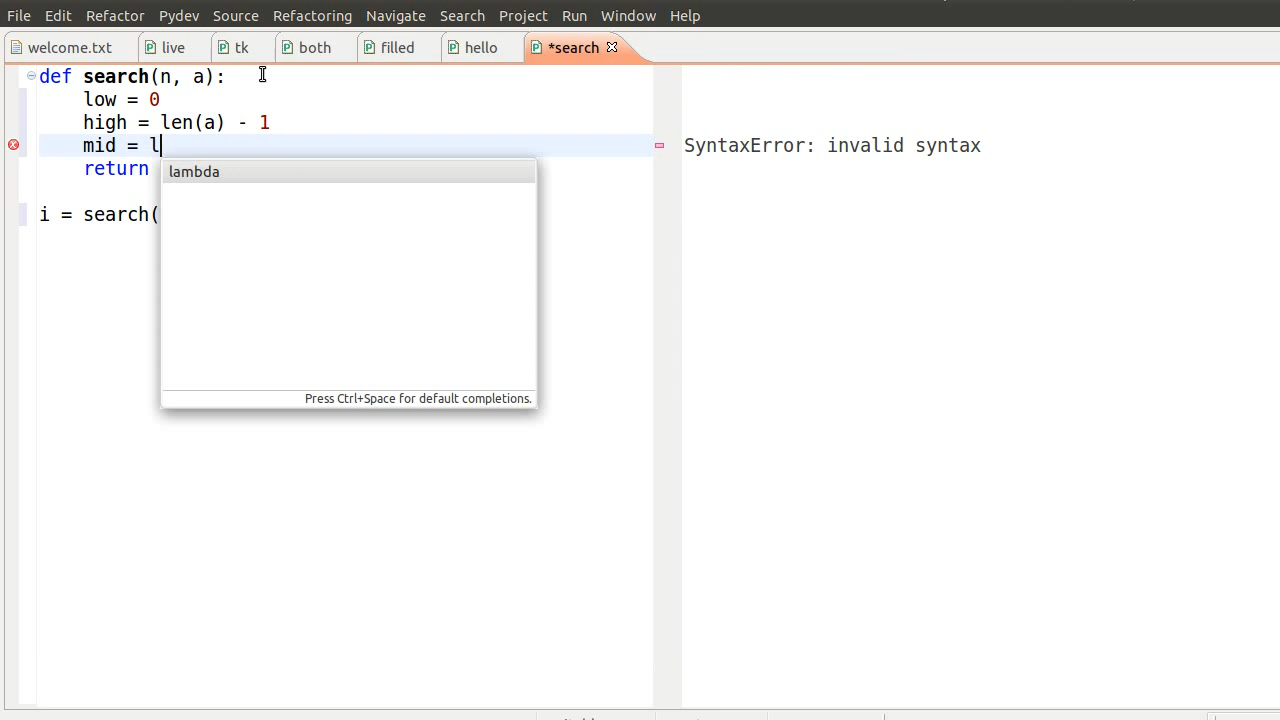 File Edit Refactor Pydev Source Refactoring Navigate Search Project Run Window Help
welcome.txt live tk both filled hello *search
def search(n, a):
low = 0
high = len(a) - 1
mid = l SyntaxError: invalid syntax
return
lambda
i = search(
Press Ctrl+Space for default completions.